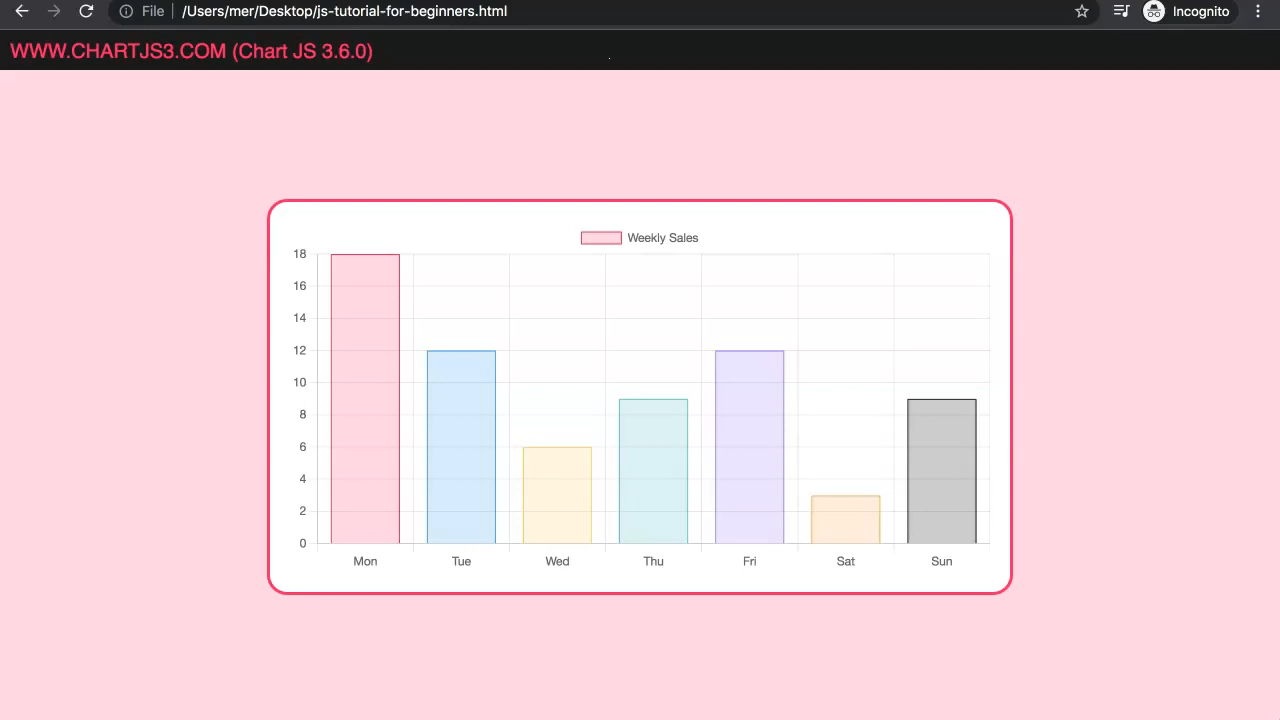 File
/Users/mer/Desktop/js-tutorial-for-beginners.html
Incognito
WWW.CHARTJS3.COM (Chart JS 3.6.0)
Weekly Sales
18
16
14
12
10
8
6
4
2
0
Mon Tue Wed Thu Fri Sat Sun